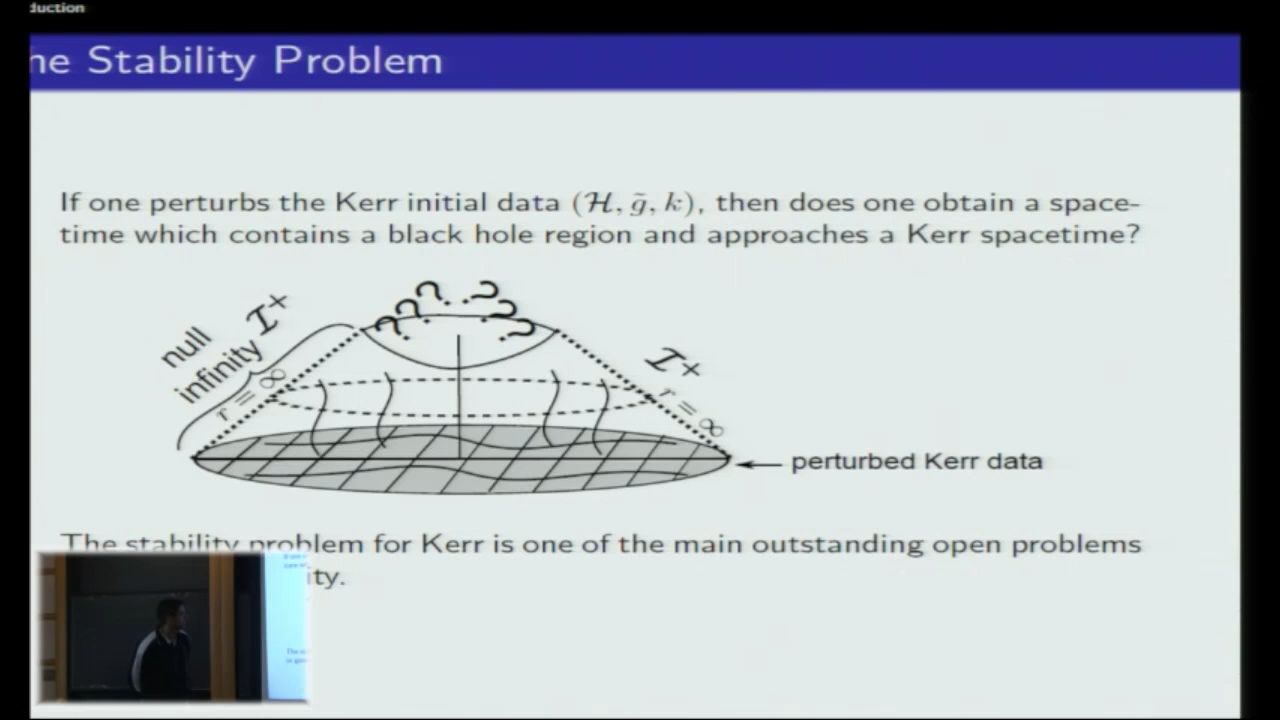 duction
he Stability Problem
If one perturbs the Kerr initial data (ℋ, g̃, k), then does one obtain a space-
time which contains a black hole region and approaches a Kerr spacetime?
? ? ? . . ? ? ?
null
infinity
ℐ⁺
r = ∞
ℐ⁺
r = ∞
perturbed Kerr data
The stability problem for Kerr is one of the main outstanding open problems
ity.